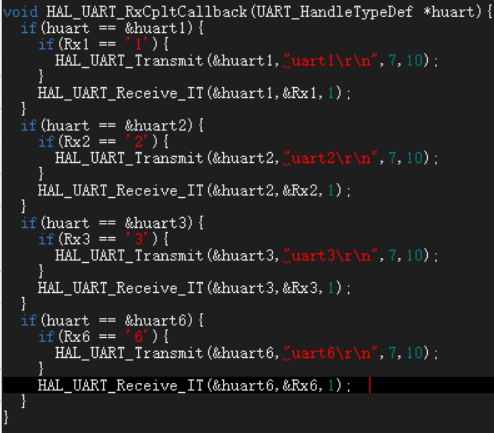 void HAL_UART_RxCpltCallback(UART_HandleTypeDef *huart){
  if(huart == &huart1){
    if(Rx1 == '1'){
      HAL_UART_Transmit(&huart1,"uart1\r\n",7,10);
    }
    HAL_UART_Receive_IT(&huart1,&Rx1,1);
  }
  if(huart == &huart2){
    if(Rx2 == '2'){
      HAL_UART_Transmit(&huart2,"uart2\r\n",7,10);
    }
    HAL_UART_Receive_IT(&huart2,&Rx2,1);
  }
  if(huart == &huart3){
    if(Rx3 == '3'){
      HAL_UART_Transmit(&huart3,"uart3\r\n",7,10);
    }
    HAL_UART_Receive_IT(&huart3,&Rx3,1);
  }
  if(huart == &huart6){
    if(Rx6 == '6'){
      HAL_UART_Transmit(&huart6,"uart6\r\n",7,10);
    }
    HAL_UART_Receive_IT(&huart6,&Rx6,1);
  }
}